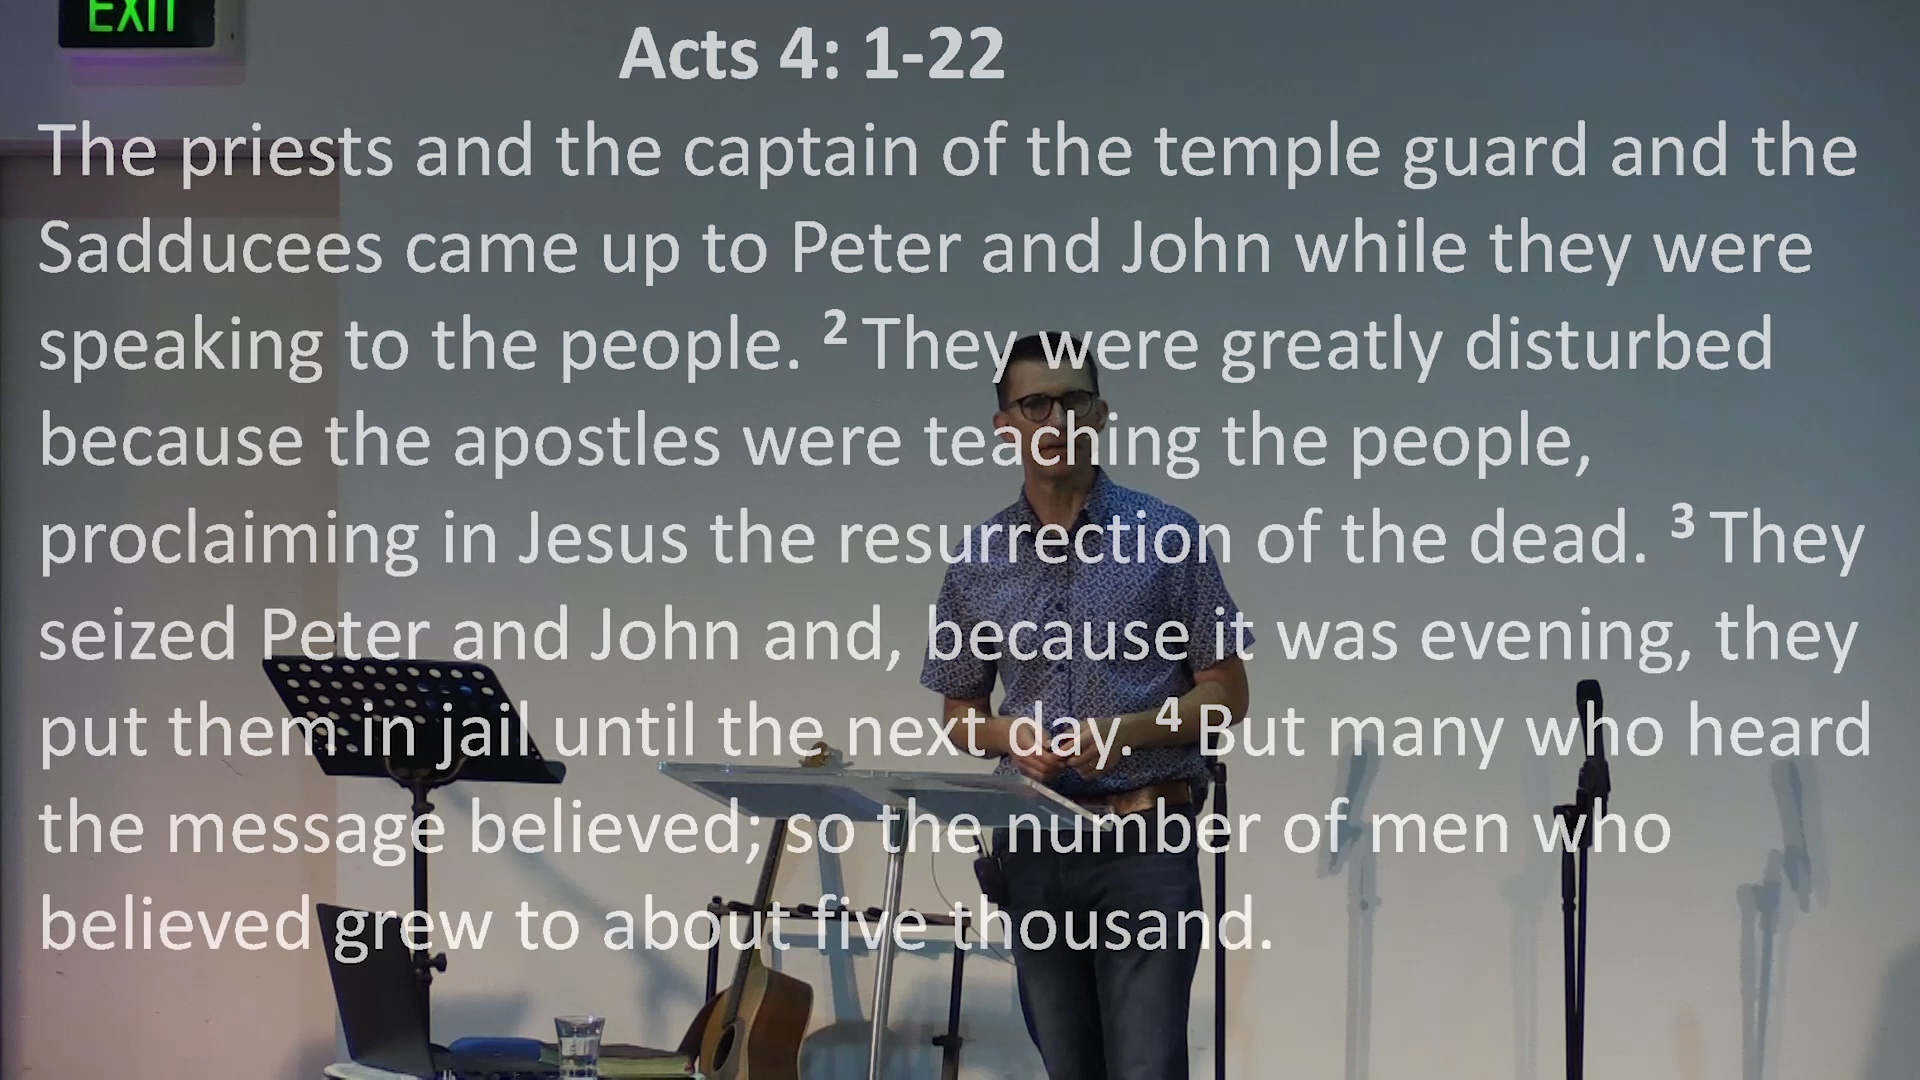 EXIT
Acts 4: 1-22
The priests and the captain of the temple guard and the
Sadducees came up to Peter and John while they were
speaking to the people. ² They were greatly disturbed
because the apostles were teaching the people,
proclaiming in Jesus the resurrection of the dead. ³ They
seized Peter and John and, because it was evening, they
put them in jail until the next day. ⁴ But many who heard
the message believed; so the number of men who
believed grew to about five thousand.